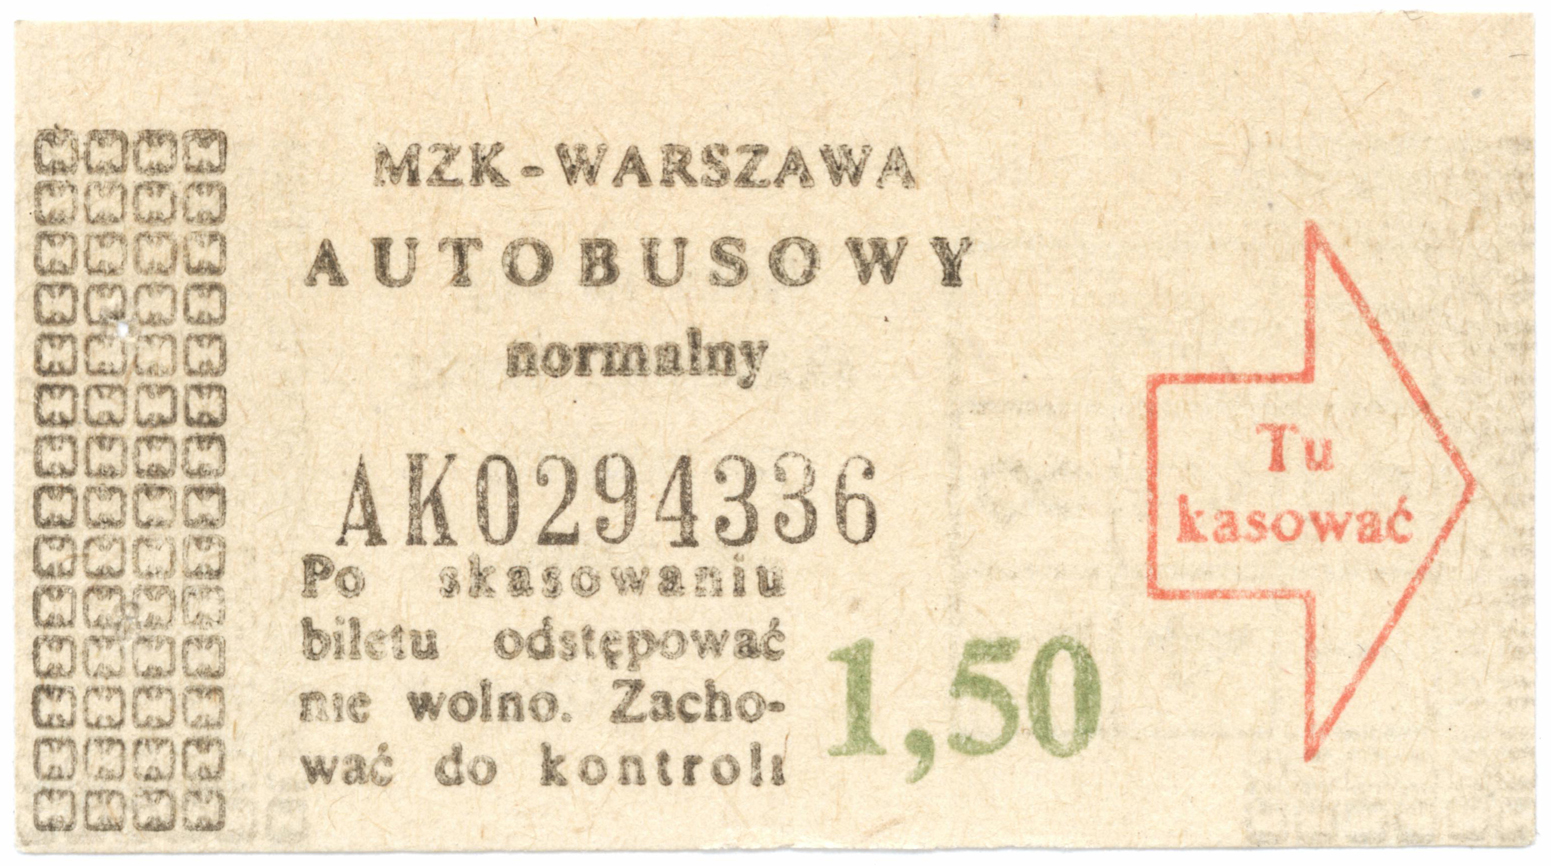 MZK-WARSZAWA
AUTOBUSOWY
normalny
AK0294336
Po skasowaniu
biletu odstępować
nie wolno. Zacho-
wać do kontroli
1,50
Tu
kasować